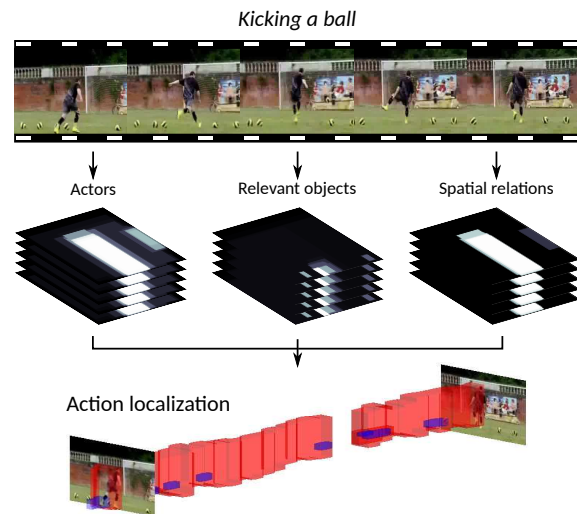 Kicking a ball
Actors
Relevant objects
Spatial relations
Action localization